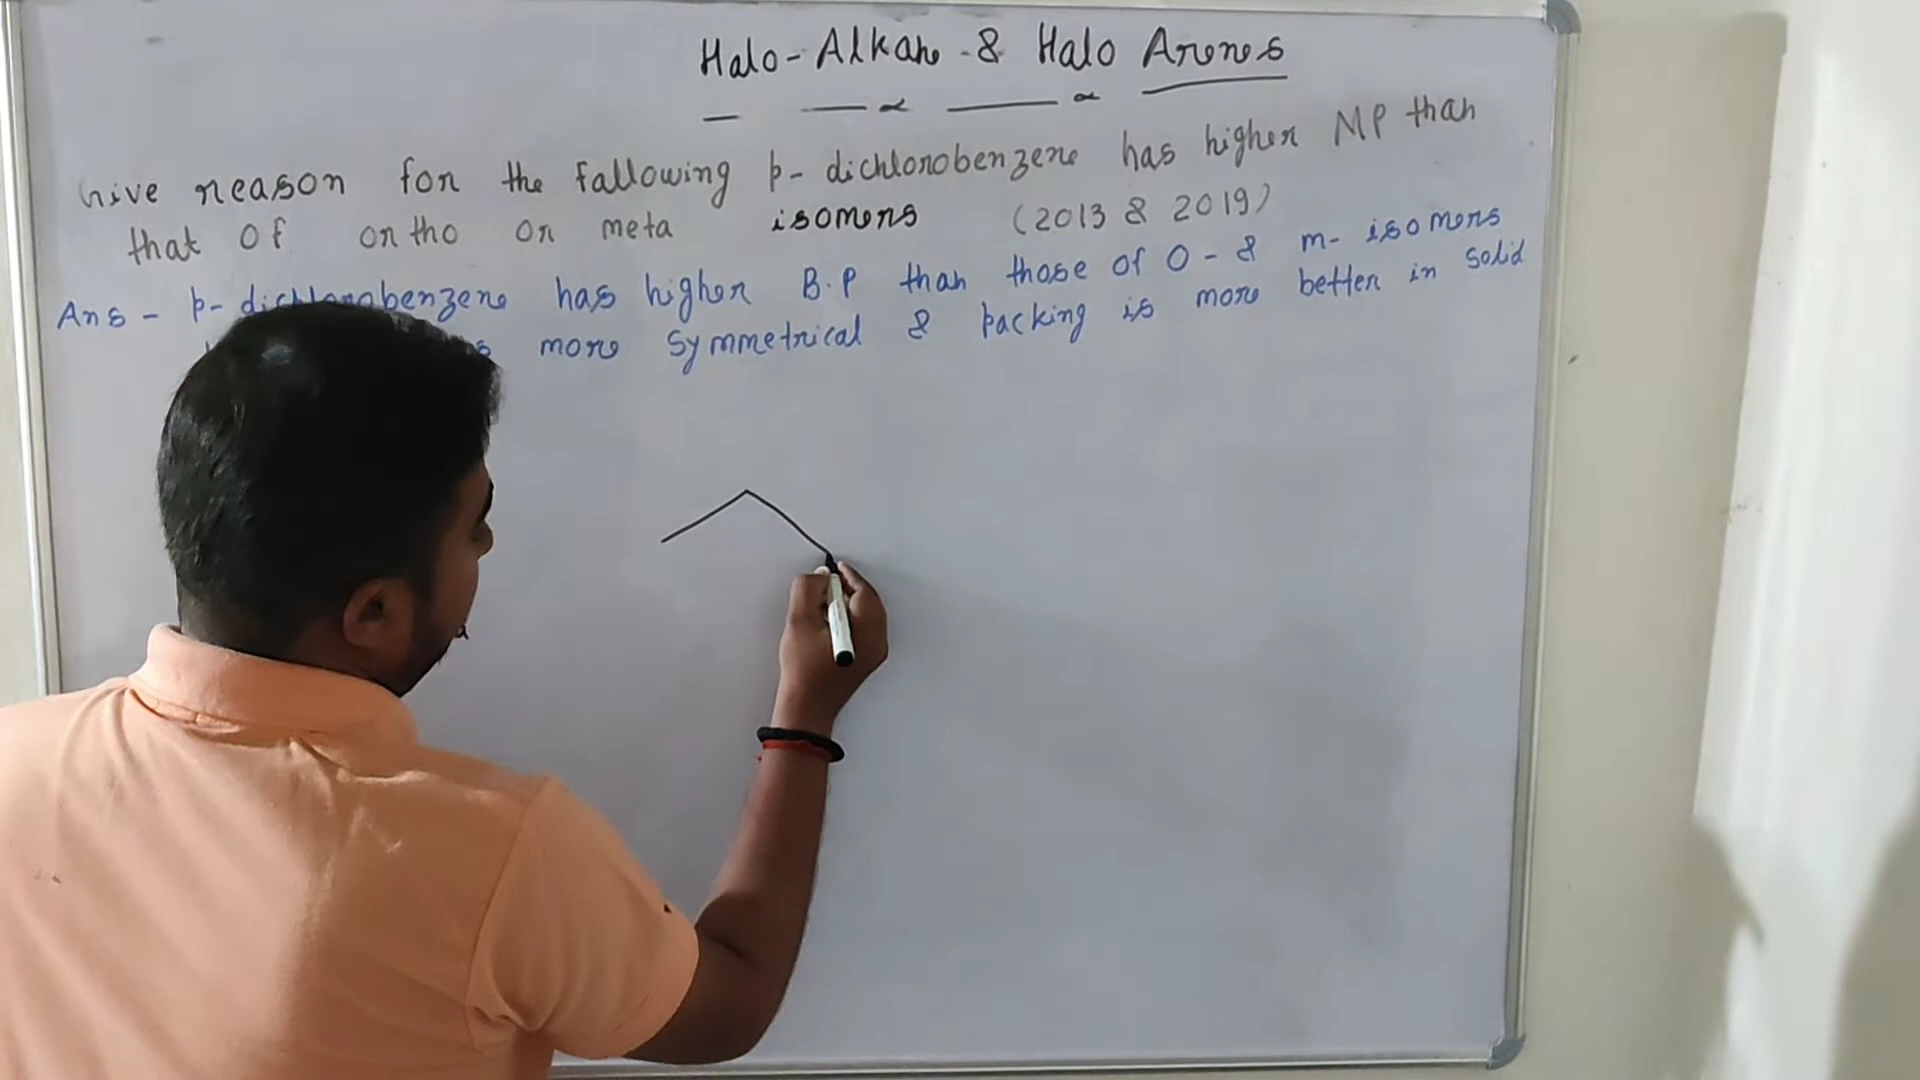 Halo-Alkane & Halo Arenes
Give reason for the fallowing p-dichlorobenzene has higher MP than
that of ortho or meta isomers (2013 & 2019)
Ans - p-dichlorobenzene has higher B.P than those of O- & m- isomers
more symmetrical & packing is more better in solid